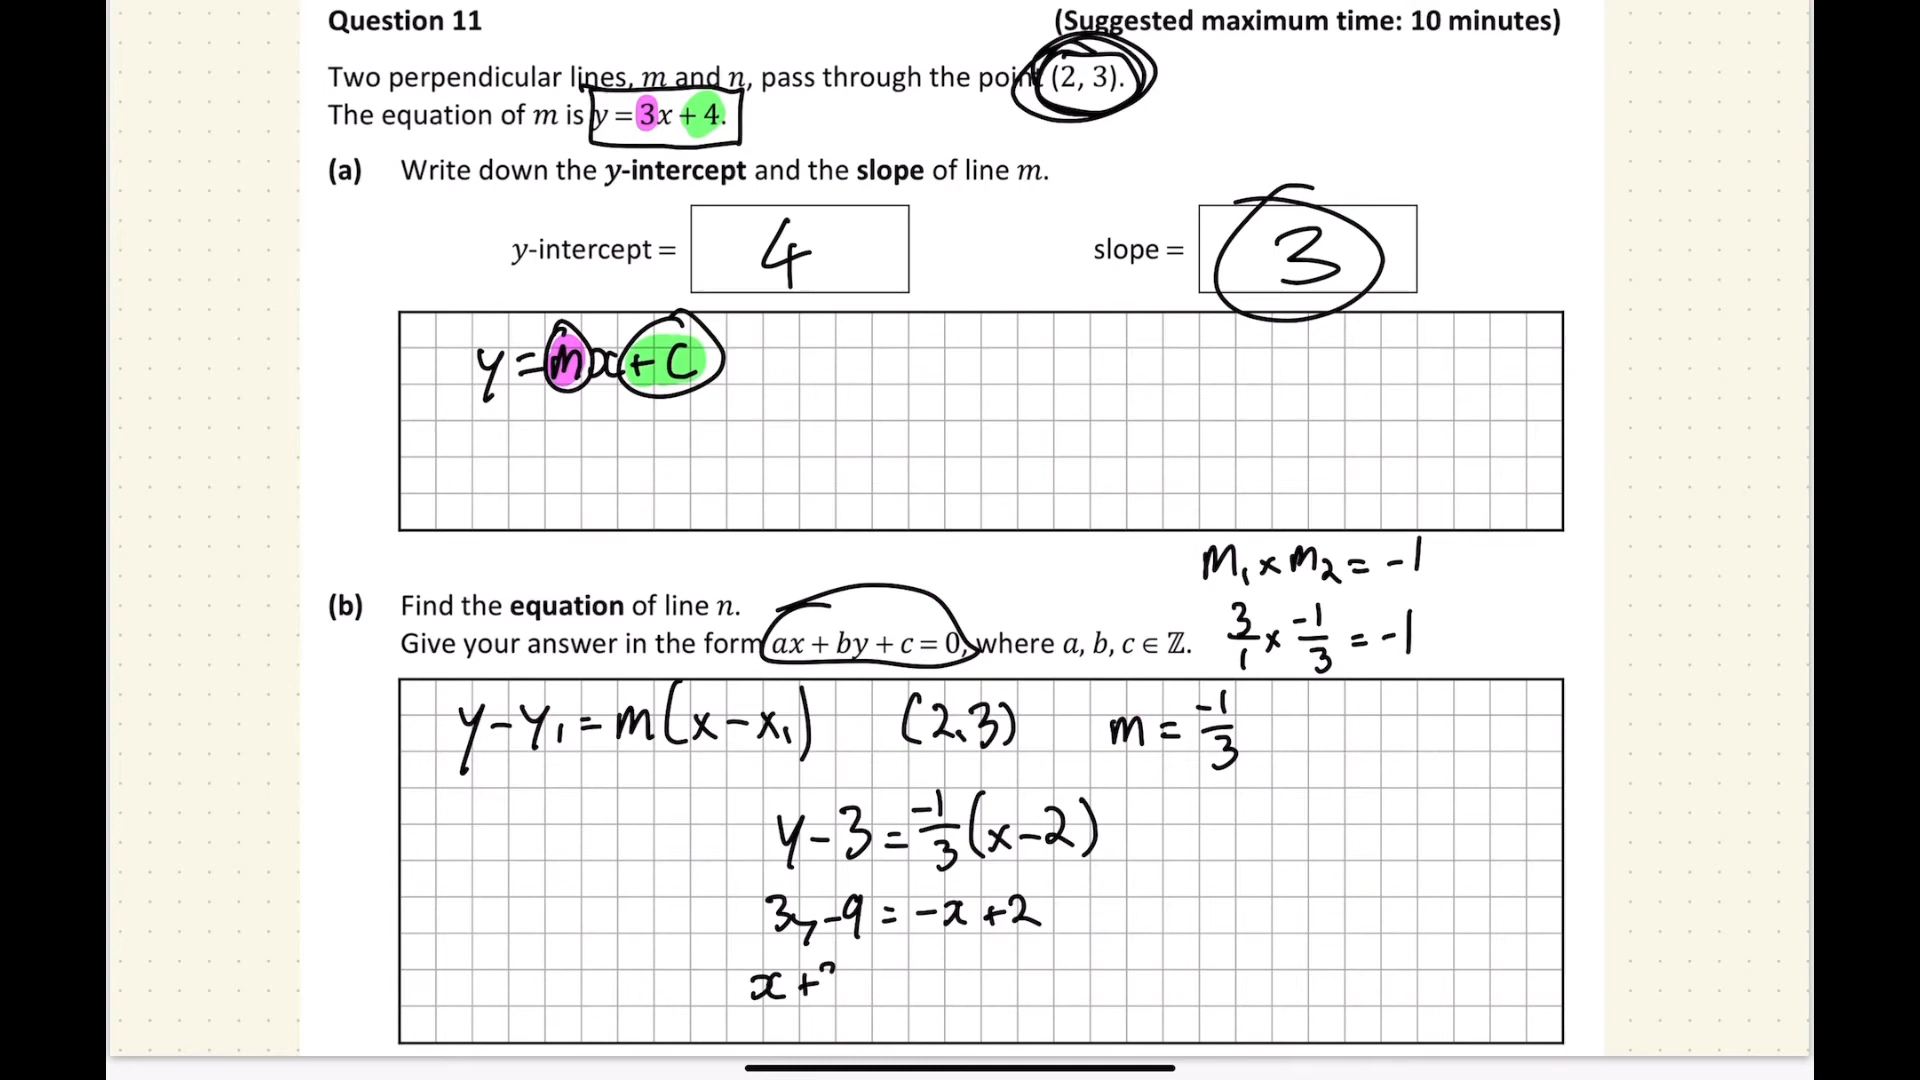 Question 11 (Suggested maximum time: 10 minutes)
Two perpendicular lines, m and n, pass through the point (2, 3).
The equation of m is y = 3x + 4.
(a) Write down the y-intercept and the slope of line m.
y-intercept = 4 slope = 3
y = mx + c
m₁ × m₂ = -1
(b) Find the equation of line n.
Give your answer in the form ax + by + c = 0, where a, b, c ∈ ℤ.
3/1 × -1/3 = -1
y - y₁ = m(x - x₁) (2,3) m = -1/3
y - 3 = -1/3 (x - 2)
3y - 9 = -x + 2
x +